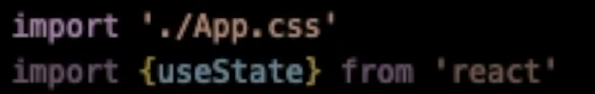 import './App.css'
import {useState} from 'react'